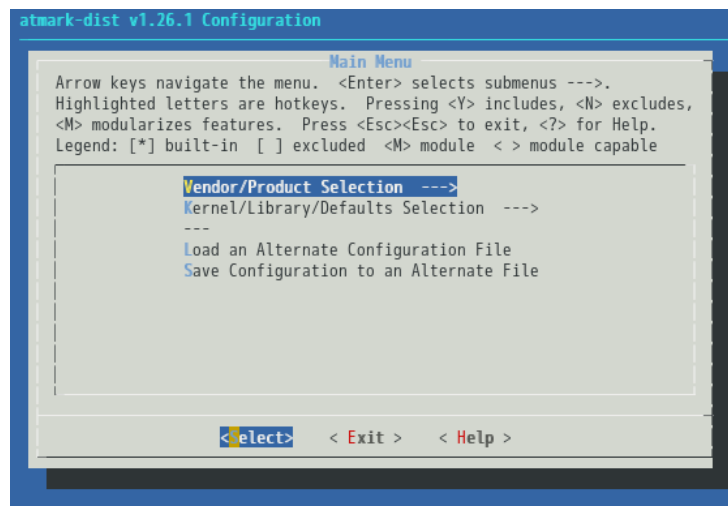 atmark-dist v1.26.1 Configuration
Main Menu
Arrow keys navigate the menu.  <Enter> selects submenus --->.
Highlighted letters are hotkeys.  Pressing <Y> includes, <N> excludes,
<M> modularizes features.  Press <Esc><Esc> to exit, <?> for Help.
Legend: [*] built-in  [ ] excluded  <M> module  < > module capable
Vendor/Product Selection  --->
Kernel/Library/Defaults Selection  --->
---
Load an Alternate Configuration File
Save Configuration to an Alternate File
<Select>    < Exit >    < Help >